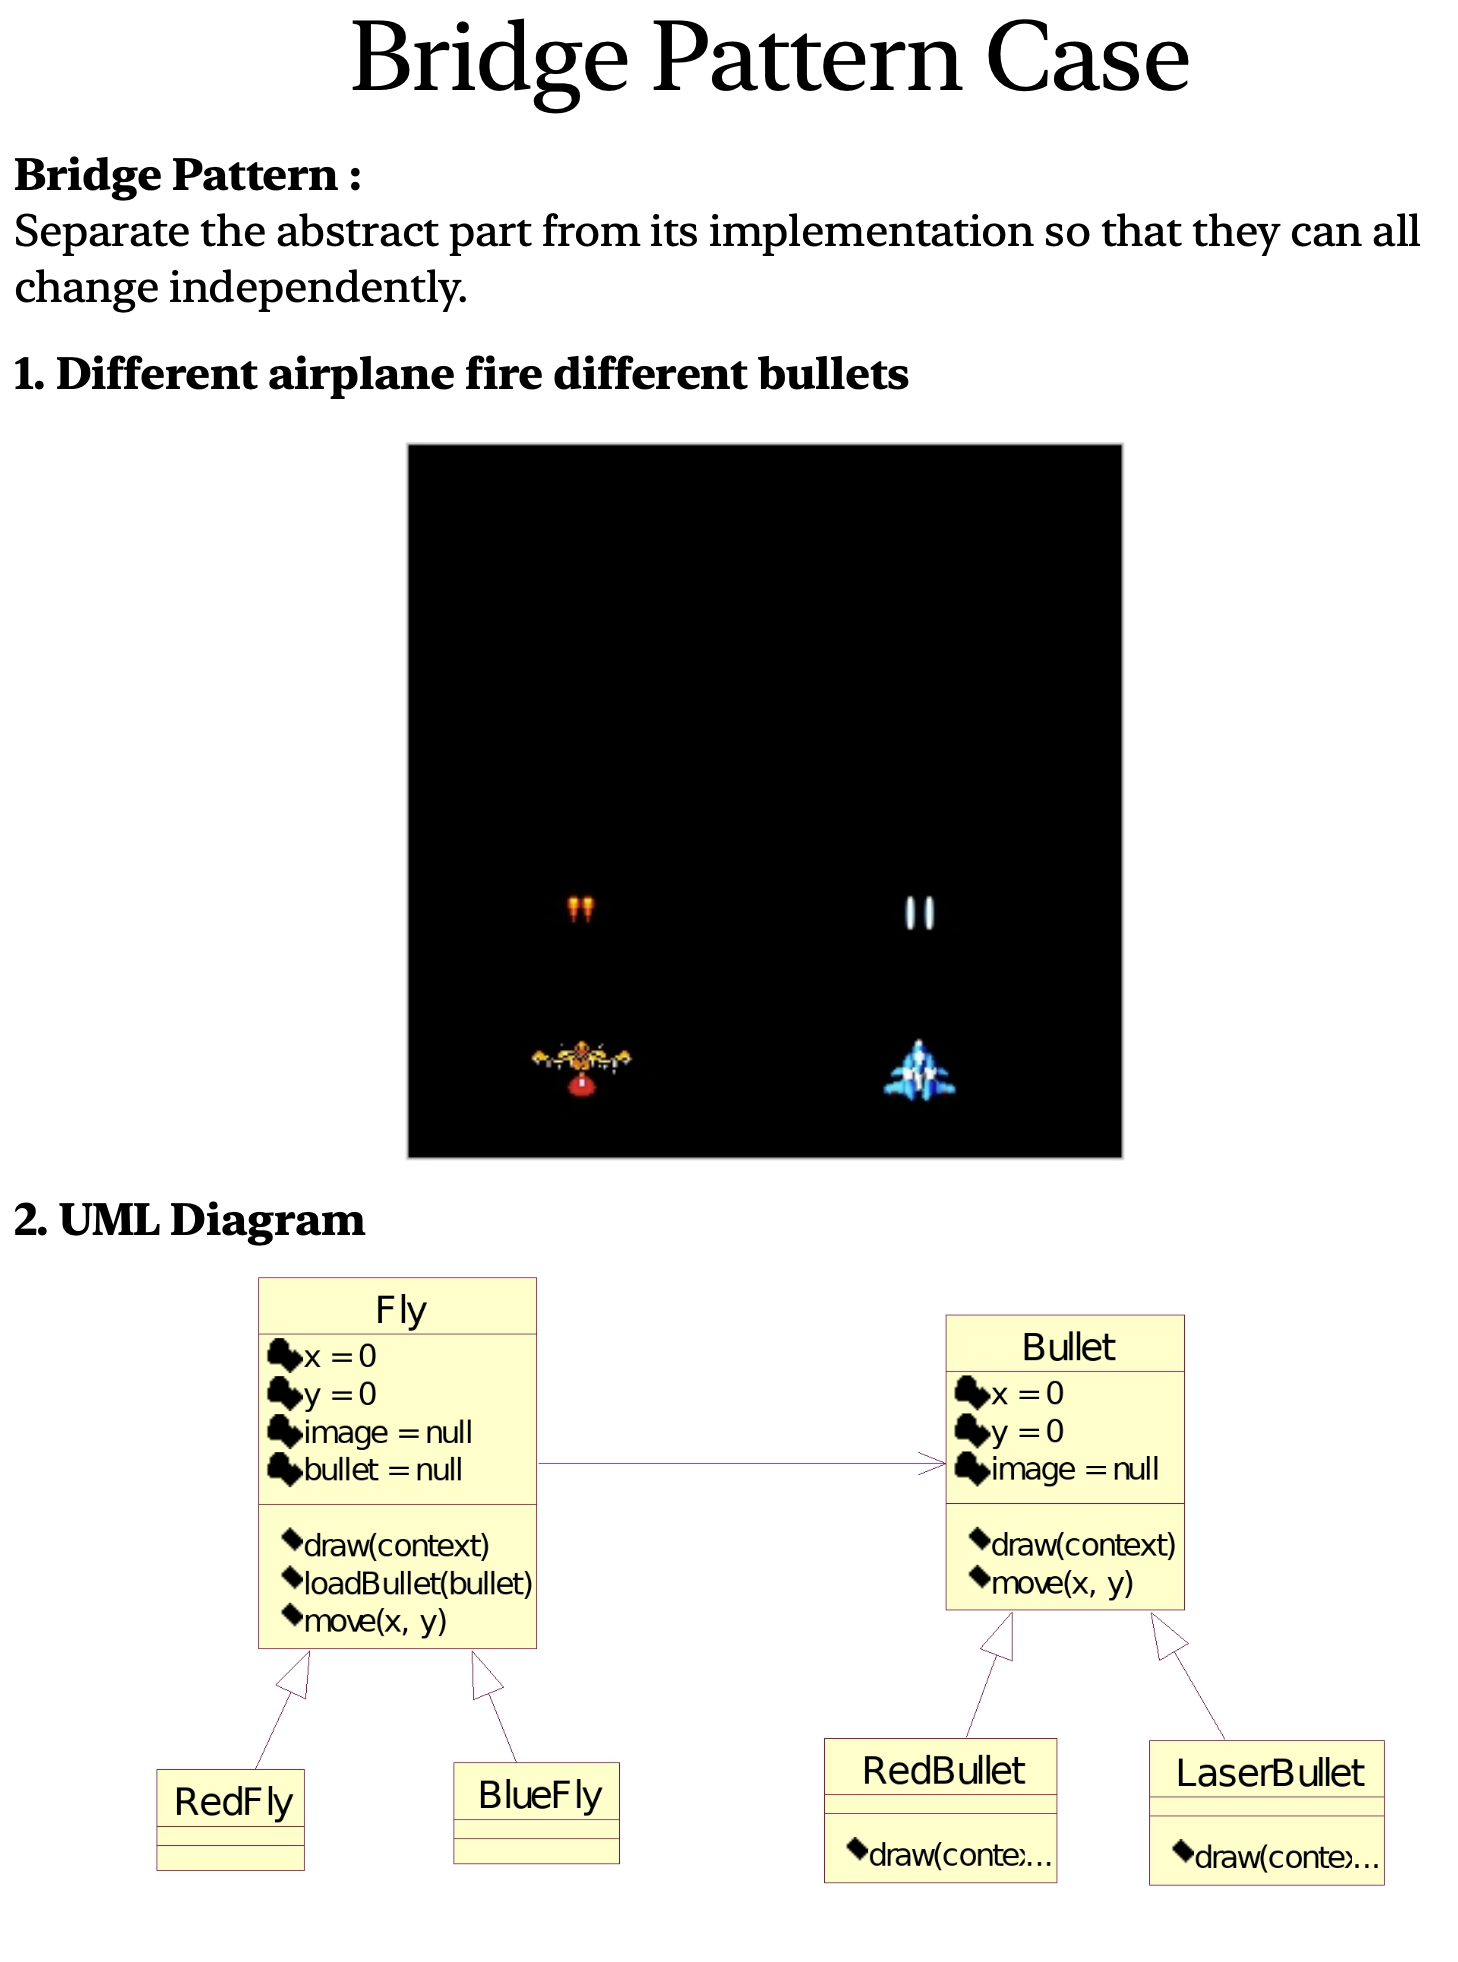 Bridge Pattern Case
Bridge Pattern :
Separate the abstract part from its implementation so that they can all
change independently.
1. Different airplane fire different bullets
2. UML Diagram
Fly
x = 0
y = 0
image = null
bullet = null
draw(context)
loadBullet(bullet)
move(x, y)
Bullet
x = 0
y = 0
image = null
draw(context)
move(x, y)
RedFly
BlueFly
RedBullet
draw(contex...
LaserBullet
draw(contex...